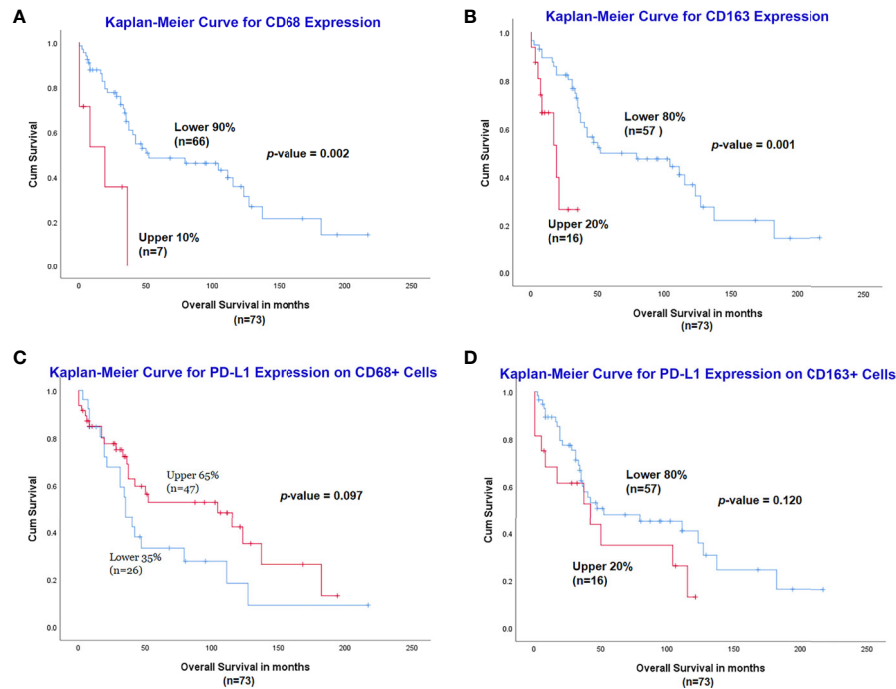 A
Kaplan-Meier Curve for CD68 Expression
1.0
0.8
0.6
0.4
0.2
0.0
Cum Survival
Lower 90%
(n=66)
p-value = 0.002
Upper 10%
(n=7)
0 50 100 150 200 250
Overall Survival in months
(n=73)
B
Kaplan-Meier Curve for CD163 Expression
1.0
0.8
0.6
0.4
0.2
0.0
Cum Survival
Lower 80%
(n=57 )
p-value = 0.001
Upper 20%
(n=16)
0 50 100 150 200 250
Overall Survival in months
(n=73)
C
Kaplan-Meier Curve for PD-L1 Expression on CD68+ Cells
1.0
0.8
0.6
0.4
0.2
0.0
Cum Survival
Upper 65%
(n=47)
p-value = 0.097
Lower 35%
(n=26)
0 50 100 150 200 250
Overall Survival in months
(n=73)
D
Kaplan-Meier Curve for PD-L1 Expression on CD163+ Cells
1.0
0.8
0.6
0.4
0.2
0.0
Cum Survival
Lower 80%
(n=57)
p-value = 0.120
Upper 20%
(n=16)
0 50 100 150 200 250
Overall Survival in months
(n=73)